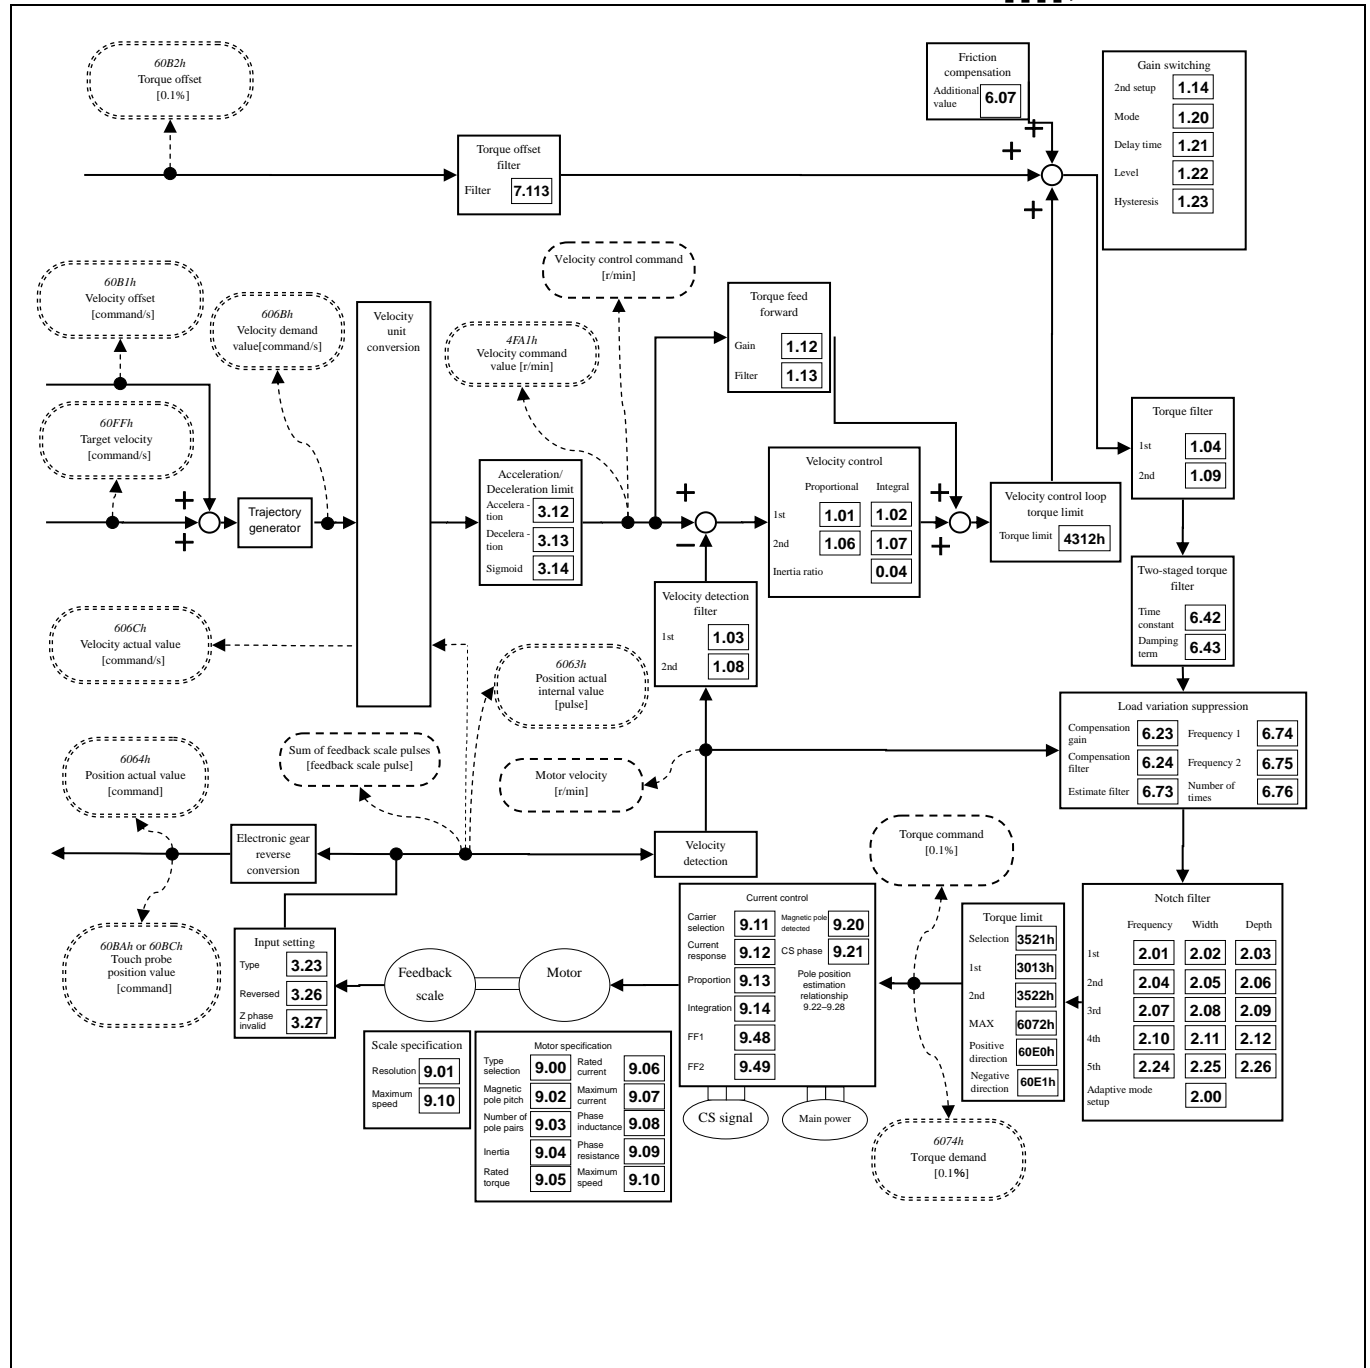 60B2h
Torque offset
[0.1%]
Friction
compensation
Additional
value
6.07
Gain switching
2nd setup 1.14
Mode 1.20
Delay time 1.21
Level 1.22
Hysteresis 1.23
Torque offset
filter
Filter 7.113
+
+
+
60B1h
Velocity offset
[command/s]
606Bh
Velocity demand
value[command/s]
Velocity
unit
conversion
Velocity control command
[r/min]
4FA1h
Velocity command
value [r/min]
Torque feed
forward
Gain 1.12
Filter 1.13
60FFh
Target velocity
[command/s]
+
+
Trajectory
generator
Acceleration/
Deceleration limit
Accelera -
tion
3.12
Decelera -
tion
3.13
Sigmoid 3.14
+
−
Velocity control
Proportional Integral
1st 1.01 1.02
2nd 1.06 1.07
Inertia ratio 0.04
+
+
Velocity control loop
torque limit
Torque limit 4312h
Torque filter
1st 1.04
2nd 1.09
Two-staged torque
filter
Time
constant
6.42
Damping
term
6.43
606Ch
Velocity actual value
[command/s]
Velocity detection
filter
1st 1.03
2nd 1.08
6063h
Position actual
internal value
[pulse]
Load variation suppression
Compensation
gain
6.23
Frequency 1 6.74
Compensation
filter
6.24
Frequency 2 6.75
Estimate filter 6.73
Number of
times
6.76
6064h
Position actual value
[command]
Sum of feedback scale pulses
[feedback scale pulse]
Motor velocity
[r/min]
Electronic gear
reverse
conversion
Velocity
detection
Torque command
[0.1%]
60BAh or 60BCh
Touch probe
position value
[command]
Input setting
Type 3.23
Reversed 3.26
Z phase
invalid
3.27
Feedback
scale
Motor
Current control
Carrier
selection
9.11
Magnetic pole
detected
9.20
Current
response
9.12
CS phase 9.21
Proportion 9.13
Pole position
estimation
relationship
9.22–9.28
Integration 9.14
FF1 9.48
FF2 9.49
Torque limit
Selection 3521h
1st 3013h
2nd 3522h
MAX 6072h
Positive
direction
60E0h
Negative
direction
60E1h
Notch filter
Frequency Width Depth
1st 2.01 2.02 2.03
2nd 2.04 2.05 2.06
3rd 2.07 2.08 2.09
4th 2.10 2.11 2.12
5th 2.24 2.25 2.26
Adaptive mode
setup
2.00
Scale specification
Resolution 9.01
Maximum
speed
9.10
Motor specification
Type
selection
9.00
Rated
current
9.06
Magnetic
pole pitch
9.02
Maximum
current
9.07
Number of
pole pairs
9.03
Phase
inductance
9.08
Inertia 9.04
Phase
resistance
9.09
Rated
torque
9.05
Maximum
speed
9.10
CS signal
Main power
6074h
Torque demand
[0.1%]